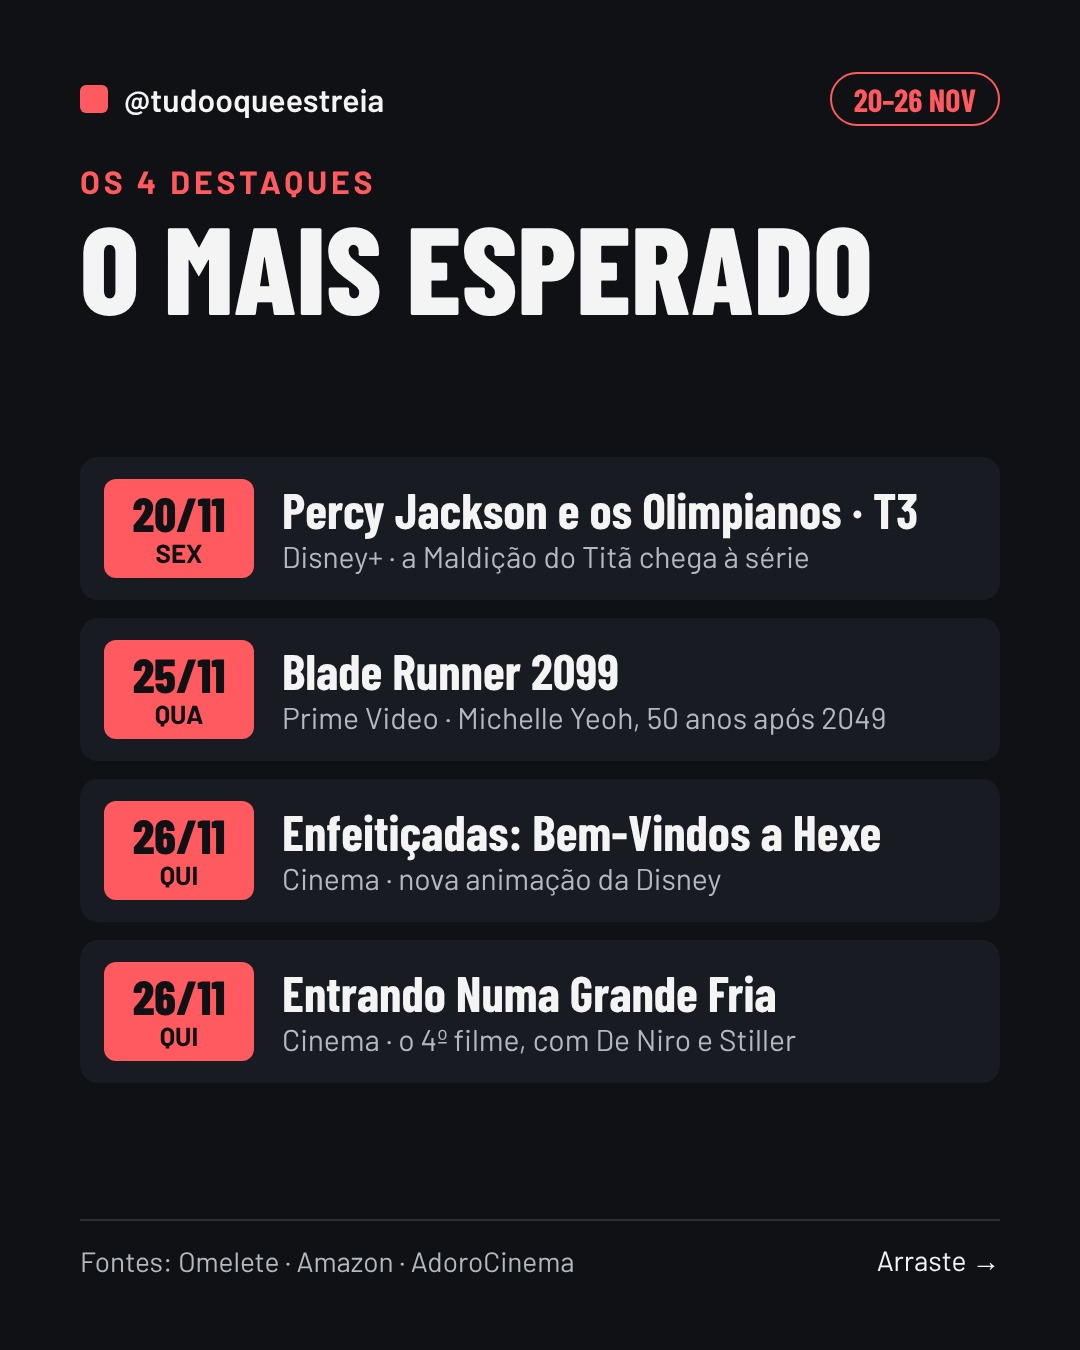 @tudooqueestreia
20–26 NOV
OS 4 DESTAQUES
O MAIS ESPERADO
20/11
SEX
Percy Jackson e os Olimpianos · T3
Disney+ · a Maldição do Titã chega à série
25/11
QUA
Blade Runner 2099
Prime Video · Michelle Yeoh, 50 anos após 2049
26/11
QUI
Enfeitiçadas: Bem-Vindos a Hexe
Cinema · nova animação da Disney
26/11
QUI
Entrando Numa Grande Fria
Cinema · o 4º filme, com De Niro e Stiller
Fontes: Omelete · Amazon · AdoroCinema
Arraste →